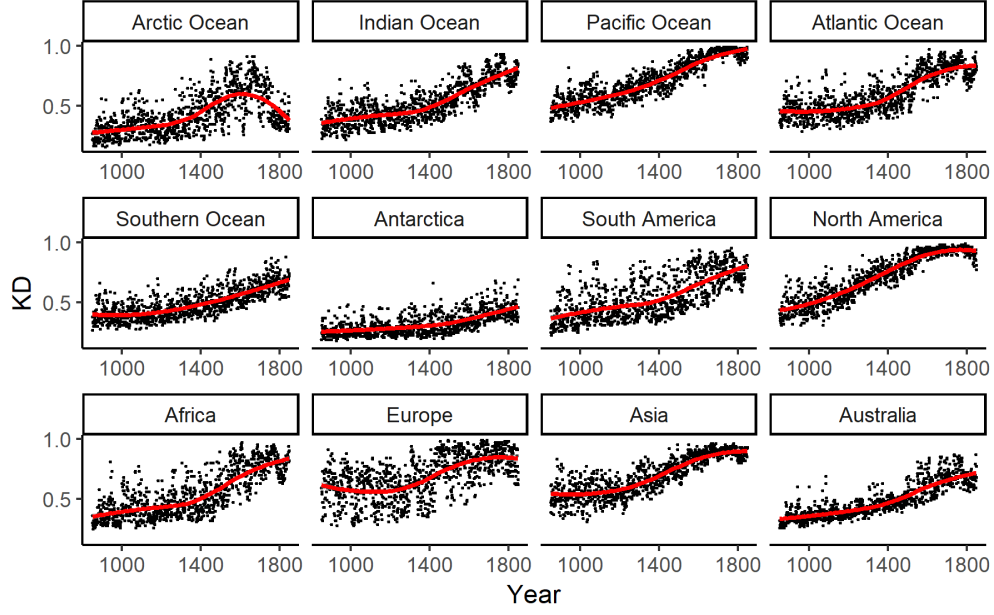 Arctic Ocean Indian Ocean Pacific Ocean Atlantic Ocean
1.0
0.5
1000 1400 1800 1000 1400 1800 1000 1400 1800 1000 1400 1800
Southern Ocean Antarctica South America North America
1.0
KD
0.5
1000 1400 1800 1000 1400 1800 1000 1400 1800 1000 1400 1800
Africa Europe Asia Australia
1.0
0.5
1000 1400 1800 1000 1400 1800 1000 1400 1800 1000 1400 1800
Year